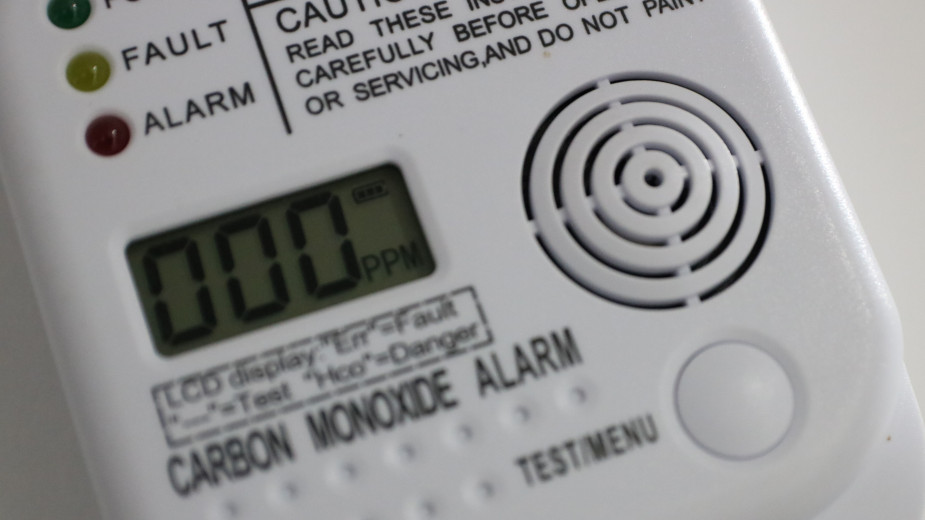 FAULT
ALARM
READ THESE
CAREFULLY BEFORE
OR SERVICING,AND DO NOT PAINT
000 PPM
LCD display:"Err"=Fault
"---"=Test "Hco"=Danger
CARBON MONOXIDE ALARM
TEST/MENU